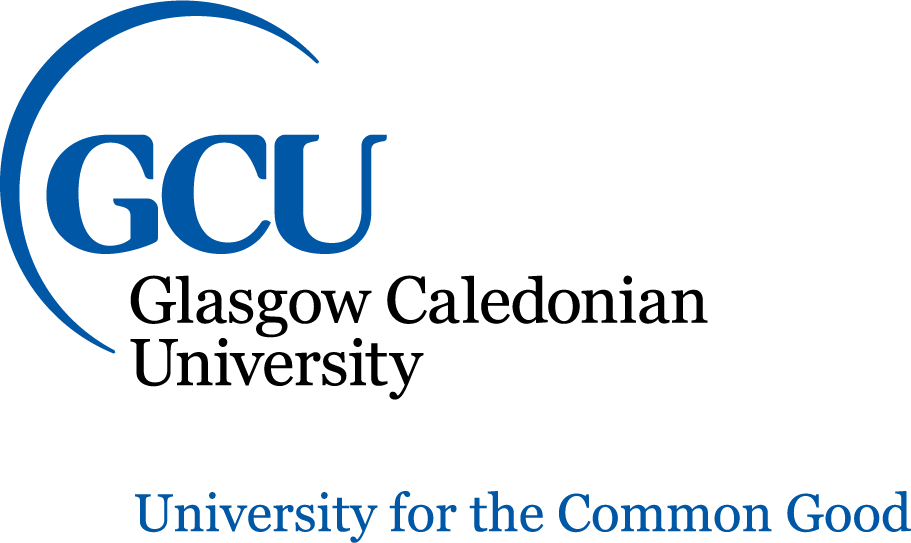 GCU
Glasgow Caledonian
University
University for the Common Good